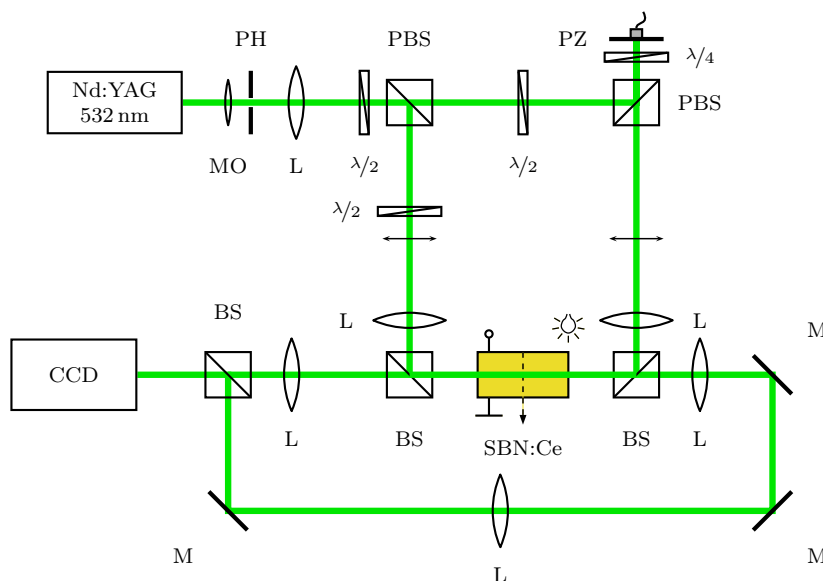 PH
PBS
PZ
λ/4
Nd:YAG
532 nm
PBS
MO
L
λ/2
λ/2
λ/2
BS
L
L
M
CCD
L
BS
SBN:Ce
BS
L
M
L
M